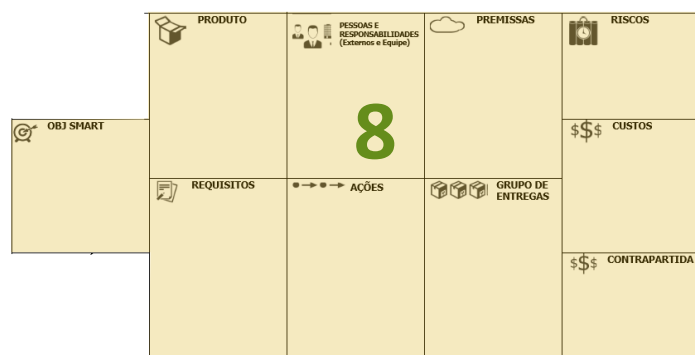 PRODUTO
PESSOAS E
RESPONSABILIDADES
(Externos e Equipe)
PREMISSAS
RISCOS
8
OBJ SMART
$$$ CUSTOS
REQUISITOS
AÇÕES
GRUPO DE
ENTREGAS
$$$ CONTRAPARTIDA